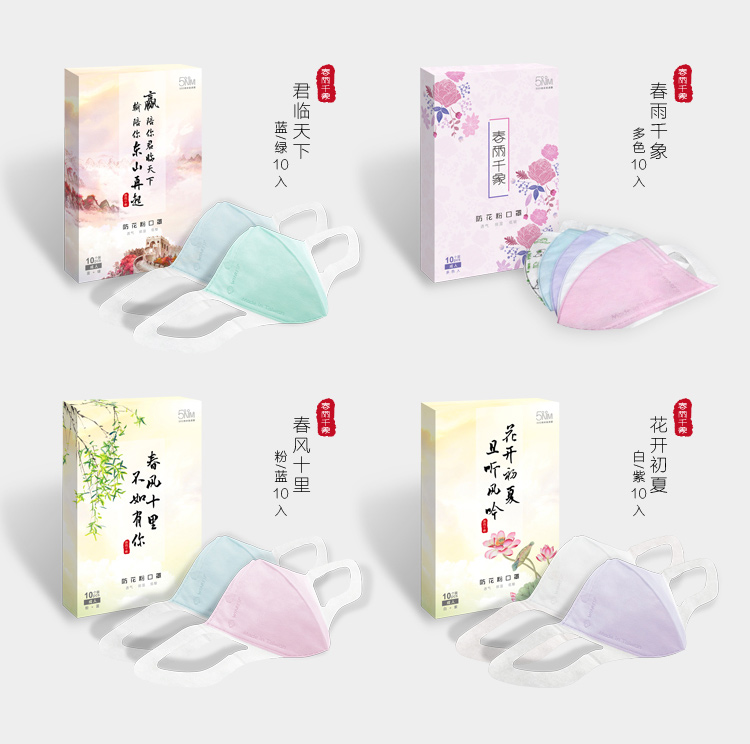 5NM
赢
陪你君临天下
输
陪你东山再起
防花粉口罩
10
春雨千象
君临天下
蓝/绿10入
5NM
春雨千象
防花粉口罩
10
春雨千象
春雨千象
多色10入
5NM
春风十里
不如有你
防花粉口罩
10
春雨千象
春风十里
粉/蓝10入
5NM
花开初夏
且听风吟
防花粉口罩
10
春雨千象
花开初夏
白/紫10入